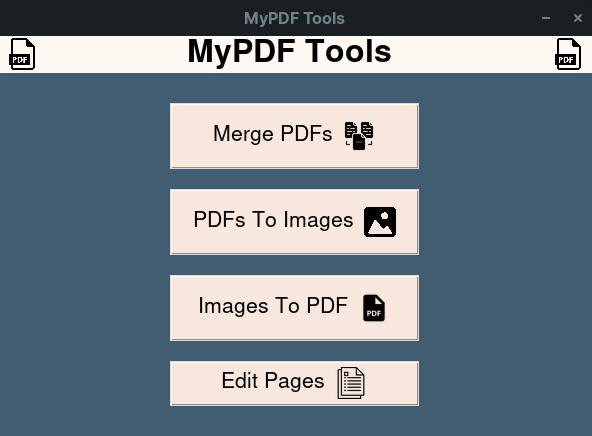 MyPDF Tools
PDF MyPDF Tools PDF
Merge PDFs
PDFs To Images
Images To PDF PDF
Edit Pages